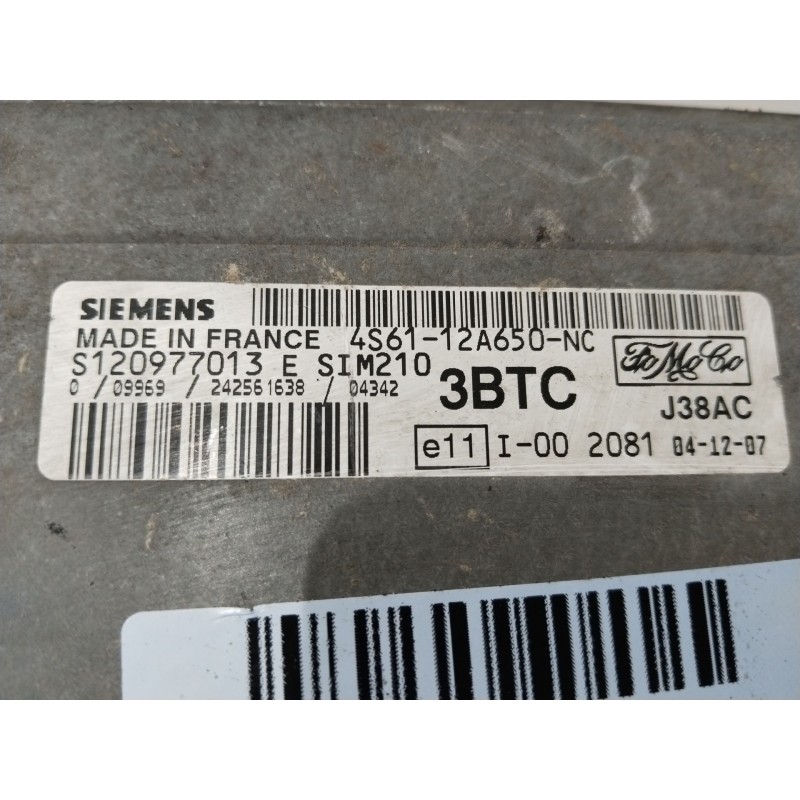 SIEMENS
MADE IN FRANCE 4S61-12A650-NC
S120977013 E SIM210 FoMoCo
0 / 09969 / 242561638 / 04342 3BTC J38AC
e11 I-00 2081 04-12-07